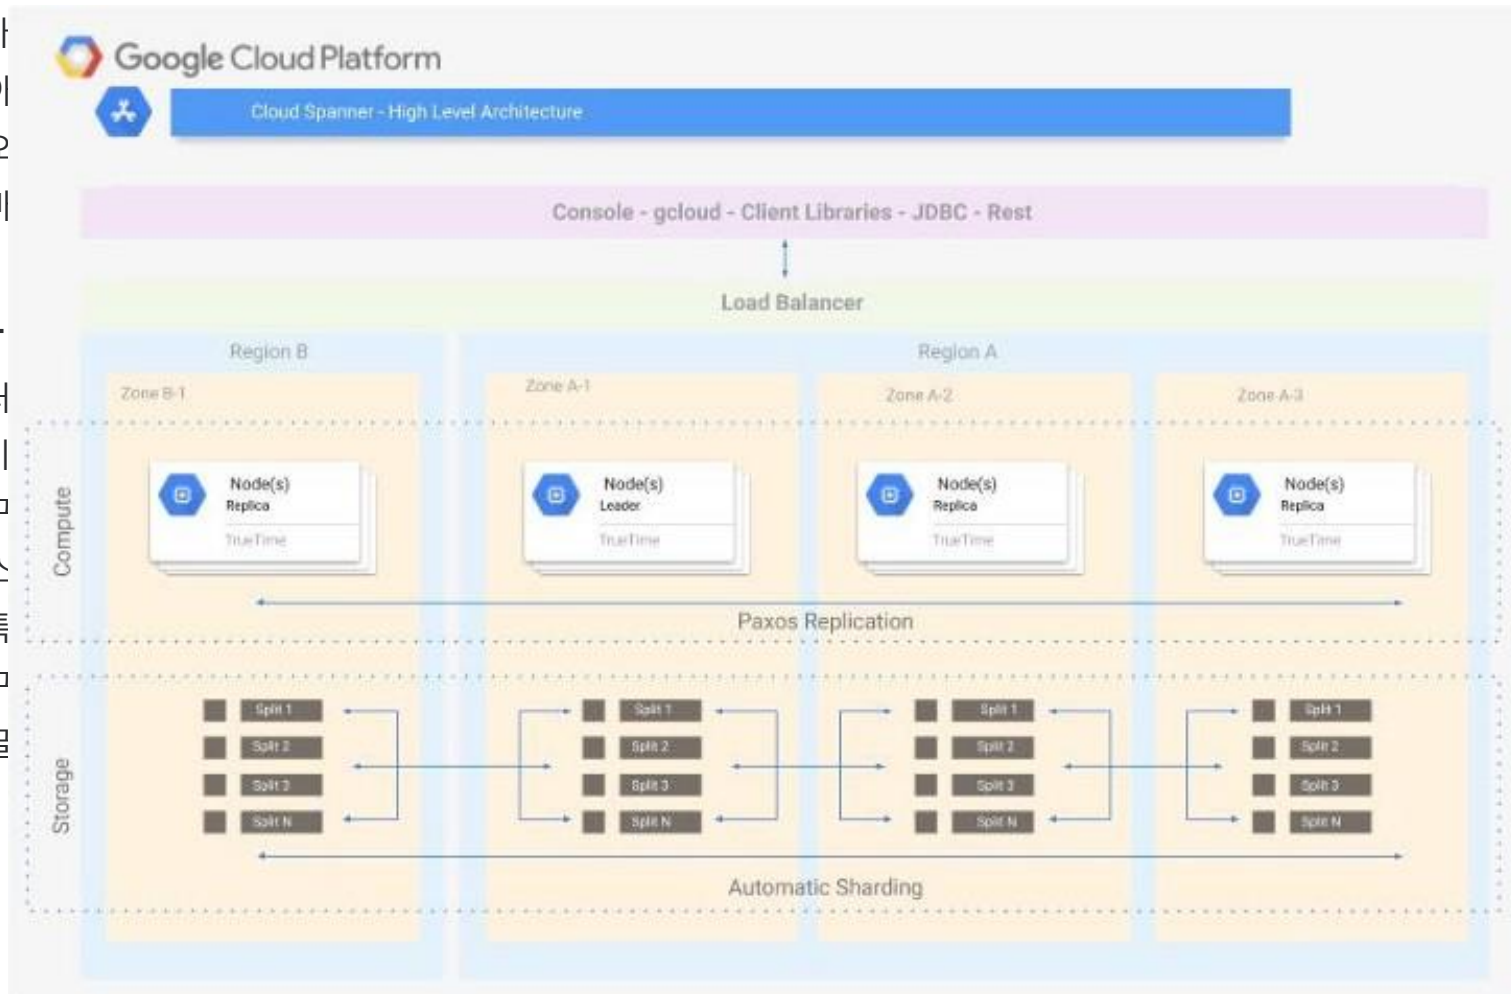 Google Cloud Platform
Cloud Spanner - High Level Architecture
Console - gcloud - Client Libraries - JDBC - Rest
Load Balancer
Region B
Region A
Zone B-1
Zone A-1
Zone A-2
Zone A-3
Compute
Node(s)
Replica
TrueTime
Node(s)
Leader
TrueTime
Node(s)
Replica
TrueTime
Node(s)
Replica
TrueTime
Paxos Replication
Storage
Split 1
Split 2
Split 3
Split N
Split 1
Split 2
Split 3
Split N
Split 1
Split 2
Split 3
Split N
Split 1
Split 2
Split 3
Split N
Automatic Sharding